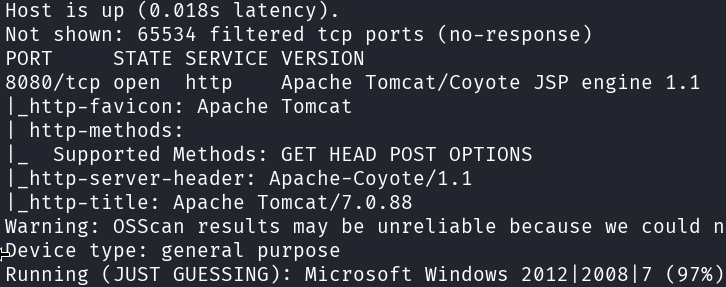 Host is up (0.018s latency).
Not shown: 65534 filtered tcp ports (no-response)
PORT     STATE SERVICE VERSION
8080/tcp open  http    Apache Tomcat/Coyote JSP engine 1.1
|_http-favicon: Apache Tomcat
| http-methods:
|_  Supported Methods: GET HEAD POST OPTIONS
|_http-server-header: Apache-Coyote/1.1
|_http-title: Apache Tomcat/7.0.88
Warning: OSScan results may be unreliable because we could n
Device type: general purpose
Running (JUST GUESSING): Microsoft Windows 2012|2008|7 (97%)